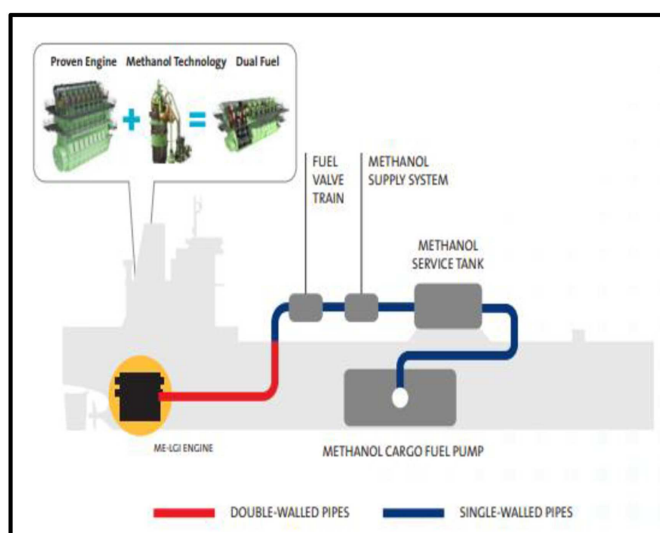 Proven Engine Methanol Technology Dual Fuel
FUEL
VALVE
TRAIN
METHANOL
SUPPLY SYSTEM
METHANOL
SERVICE TANK
ME-LGI ENGINE
METHANOL CARGO FUEL PUMP
DOUBLE-WALLED PIPES
SINGLE-WALLED PIPES